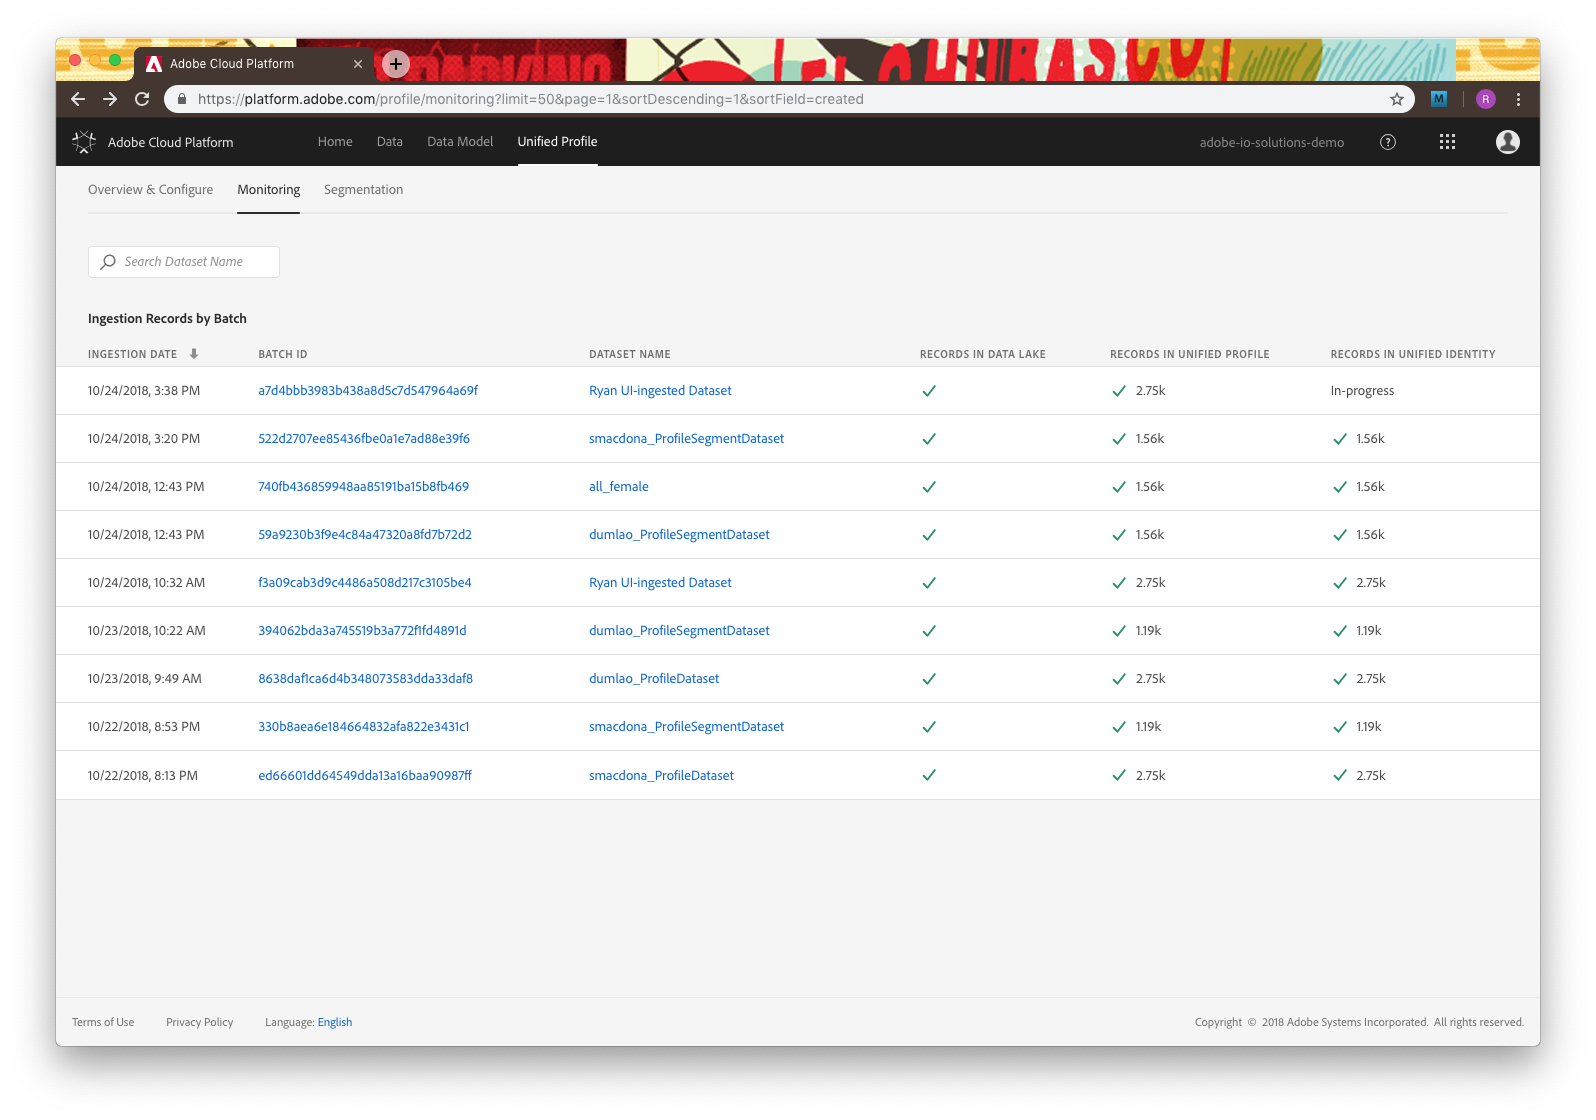 Adobe Cloud Platform
https://platform.adobe.com/profile/monitoring?limit=50&page=1&sortDescending=1&sortField=created
M
R
Adobe Cloud Platform Home Data Data Model Unified Profile adobe-io-solutions-demo
Overview & Configure Monitoring Segmentation
Search Dataset Name
Ingestion Records by Batch
INGESTION DATE BATCH ID DATASET NAME RECORDS IN DATA LAKE RECORDS IN UNIFIED PROFILE RECORDS IN UNIFIED IDENTITY
10/24/2018, 3:38 PM a7d4bbb3983b438a8d5c7d547964a69f Ryan UI-ingested Dataset 2.75k In-progress
10/24/2018, 3:20 PM 522d2707ee85436fbe0a1e7ad88e39f6 smacdona_ProfileSegmentDataset 1.56k 1.56k
10/24/2018, 12:43 PM 740fb436859948aa85191ba15b8fb469 all_female 1.56k 1.56k
10/24/2018, 12:43 PM 59a9230b3f9e4c84a47320a8fd7b72d2 dumlao_ProfileSegmentDataset 1.56k 1.56k
10/24/2018, 10:32 AM f3a09cab3d9c4486a508d217c3105be4 Ryan UI-ingested Dataset 2.75k 2.75k
10/23/2018, 10:22 AM 394062bda3a745519b3a772f1fd4891d dumlao_ProfileSegmentDataset 1.19k 1.19k
10/23/2018, 9:49 AM 8638daf1ca6d4b348073583dda33daf8 dumlao_ProfileDataset 2.75k 2.75k
10/22/2018, 8:53 PM 330b8aea6e184664832afa822e3431c1 smacdona_ProfileSegmentDataset 1.19k 1.19k
10/22/2018, 8:13 PM ed66601dd64549dda13a16baa90987ff smacdona_ProfileDataset 2.75k 2.75k
Terms of Use Privacy Policy Language: English Copyright © 2018 Adobe Systems Incorporated. All rights reserved.